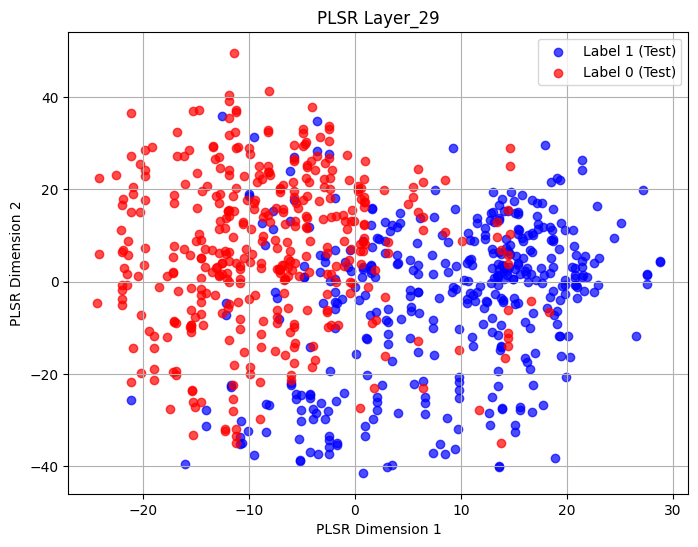 PLSR Layer_29
Label 1 (Test)
Label 0 (Test)
PLSR Dimension 2
40
20
0
−20
−40
−20
−10
0
10
20
30
PLSR Dimension 1